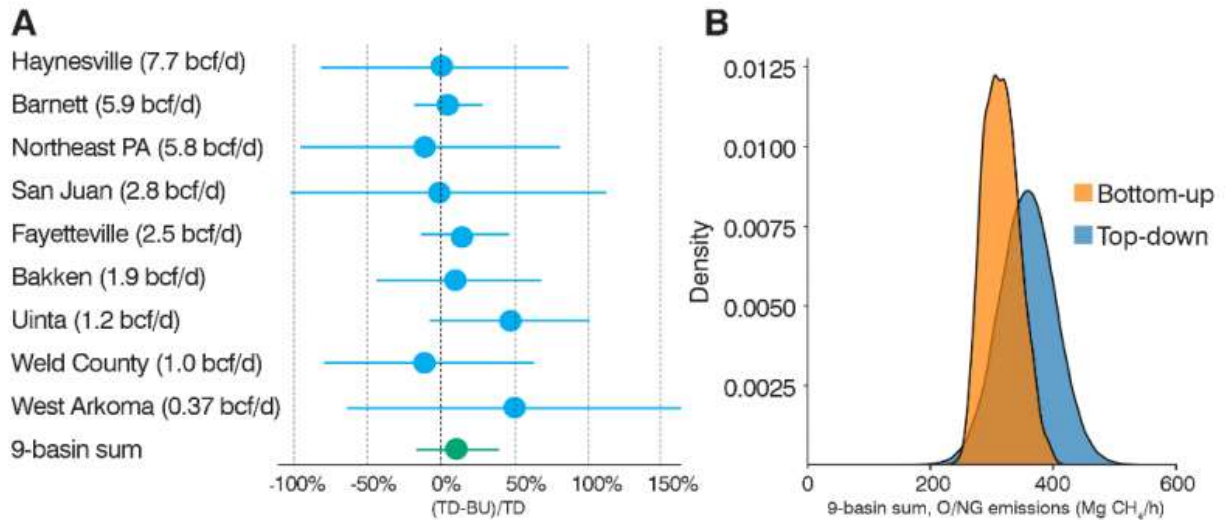 A
Haynesville (7.7 bcf/d)
Barnett (5.9 bcf/d)
Northeast PA (5.8 bcf/d)
San Juan (2.8 bcf/d)
Fayetteville (2.5 bcf/d)
Bakken (1.9 bcf/d)
Uinta (1.2 bcf/d)
Weld County (1.0 bcf/d)
West Arkoma (0.37 bcf/d)
9-basin sum
-100% -50% 0% 50% 100% 150%
(TD-BU)/TD
B
0.0125
0.0100
0.0075
0.0050
0.0025
Density
Bottom-up
Top-down
0 200 400 600
9-basin sum, O/NG emissions (Mg CH₄/h)